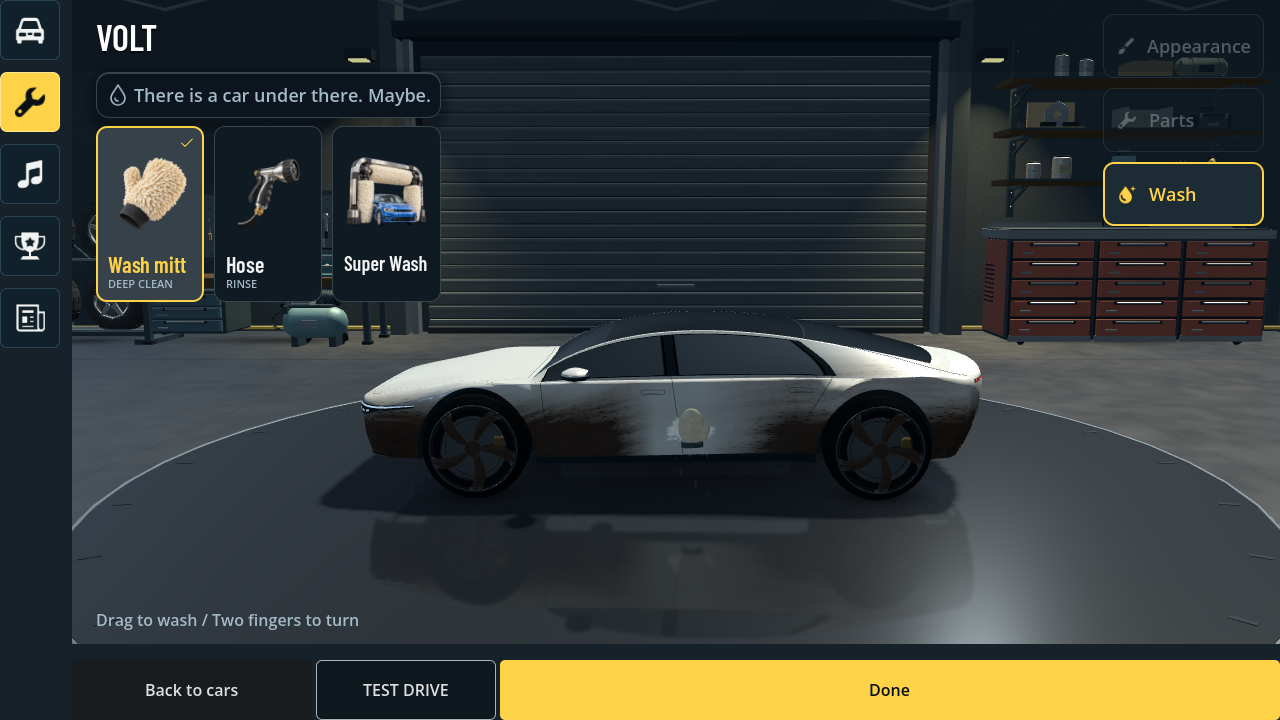 VOLT
There is a car under there. Maybe.
Wash mitt
DEEP CLEAN
Hose
RINSE
Super Wash
Appearance
Parts
Wash
Drag to wash / Two fingers to turn
Back to cars
TEST DRIVE
Done